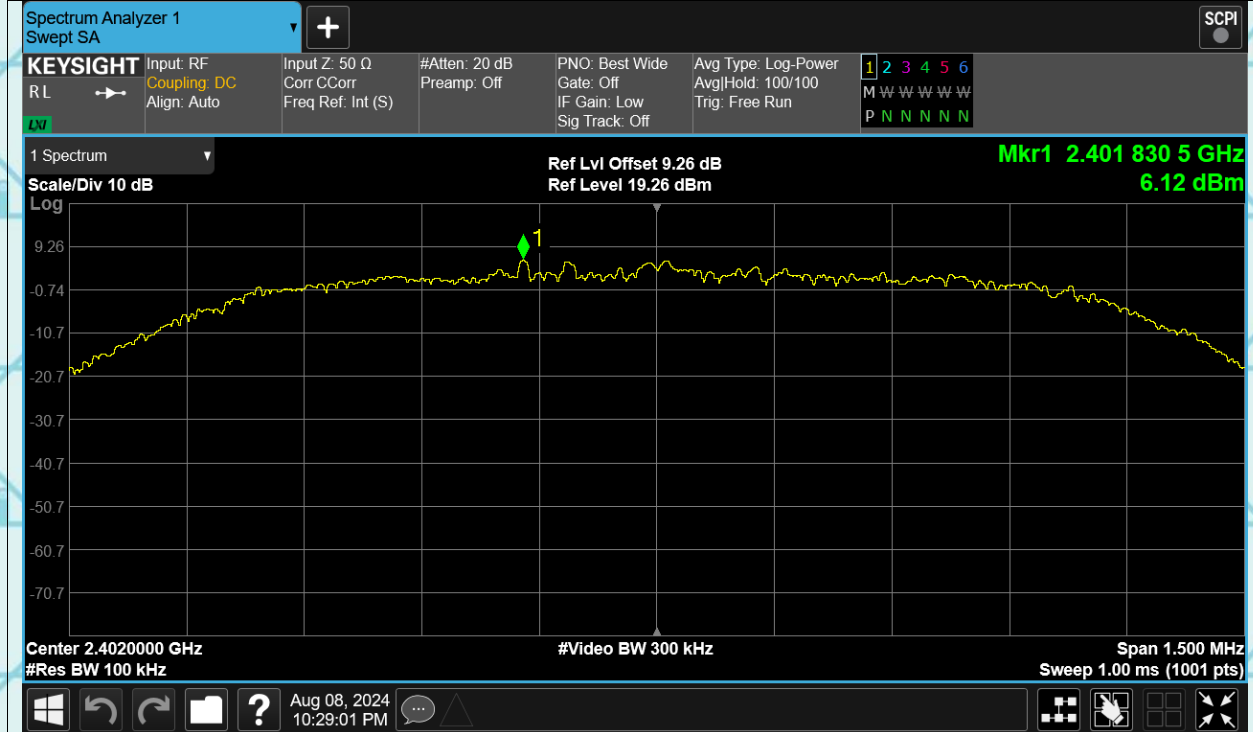 Spectrum Analyzer 1
Swept SA
SCPI
KEYSIGHT
R L
LXI
Input: RF
Coupling: DC
Align: Auto
Input Z: 50 Ω
Corr CCorr
Freq Ref: Int (S)
#Atten: 20 dB
Preamp: Off
PNO: Best Wide
Gate: Off
IF Gain: Low
Sig Track: Off
Avg Type: Log-Power
Avg|Hold: 100/100
Trig: Free Run
1 2 3 4 5 6
M W W W W W
P N N N N N
1 Spectrum
Scale/Div 10 dB
Log
Ref Lvl Offset 9.26 dB
Ref Level 19.26 dBm
Mkr1 2.401 830 5 GHz
6.12 dBm
1
9.26
-0.74
-10.7
-20.7
-30.7
-40.7
-50.7
-60.7
-70.7
Center 2.4020000 GHz
#Res BW 100 kHz
#Video BW 300 kHz
Span 1.500 MHz
Sweep 1.00 ms (1001 pts)
?
Aug 08, 2024
10:29:01 PM